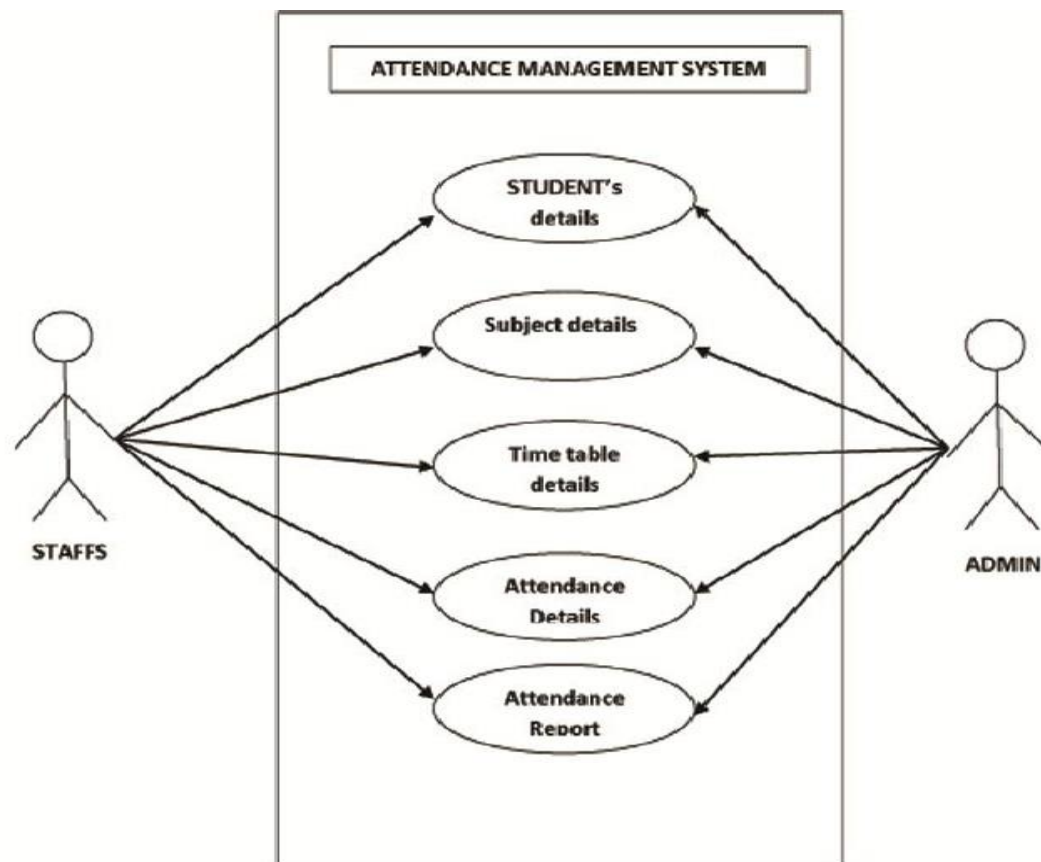 ATTENDANCE MANAGEMENT SYSTEM
STUDENT's
details
Subject details
Time table
details
STAFFS
ADMIN
Attendance
Details
Attendance
Report